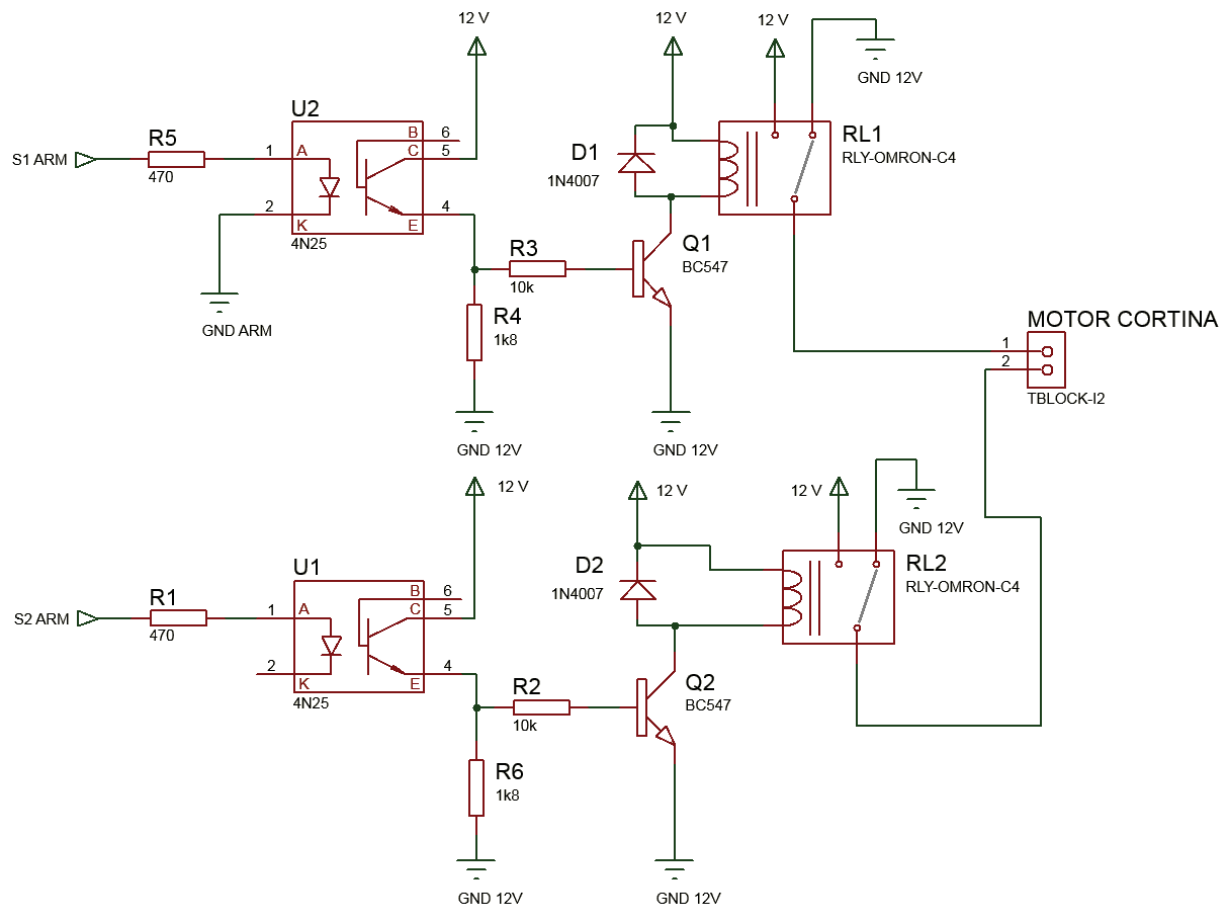 12 V
12 V
12 V
GND 12V
U2
R5
S1 ARM
470
1
A
B
6
C
5
2
K
E
4
4N25
GND ARM
D1
1N4007
RL1
RLY-OMRON-C4
R3
10k
Q1
BC547
R4
1k8
GND 12V
GND 12V
MOTOR CORTINA
1
2
TBLOCK-I2
12 V
12 V
12 V
GND 12V
U1
R1
S2 ARM
470
1
A
B
6
C
5
2
K
E
4
4N25
D2
1N4007
RL2
RLY-OMRON-C4
R2
10k
Q2
BC547
R6
1k8
GND 12V
GND 12V